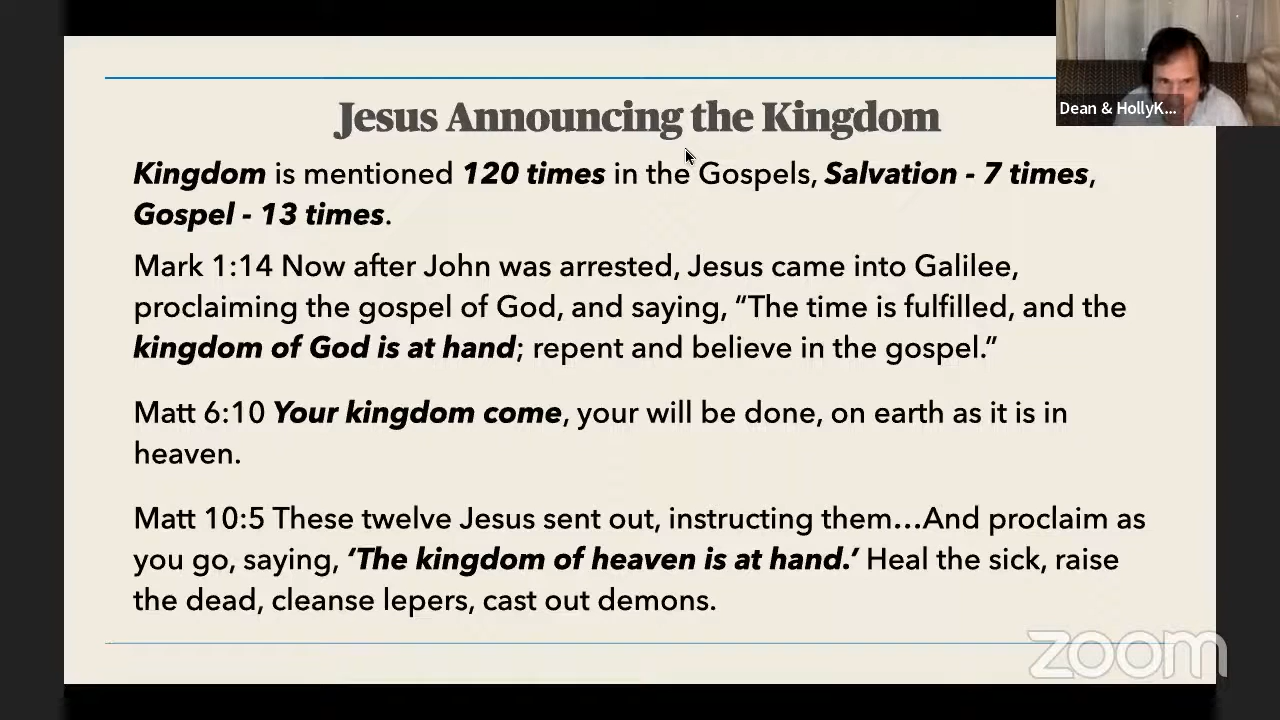 Jesus Announcing the Kingdom
Dean & HollyK...
Kingdom is mentioned 120 times in the Gospels, Salvation - 7 times,
Gospel - 13 times.
Mark 1:14 Now after John was arrested, Jesus came into Galilee,
proclaiming the gospel of God, and saying, “The time is fulfilled, and the
kingdom of God is at hand; repent and believe in the gospel.”
Matt 6:10 Your kingdom come, your will be done, on earth as it is in
heaven.
Matt 10:5 These twelve Jesus sent out, instructing them…And proclaim as
you go, saying, ‘The kingdom of heaven is at hand.’ Heal the sick, raise
the dead, cleanse lepers, cast out demons.
zoom